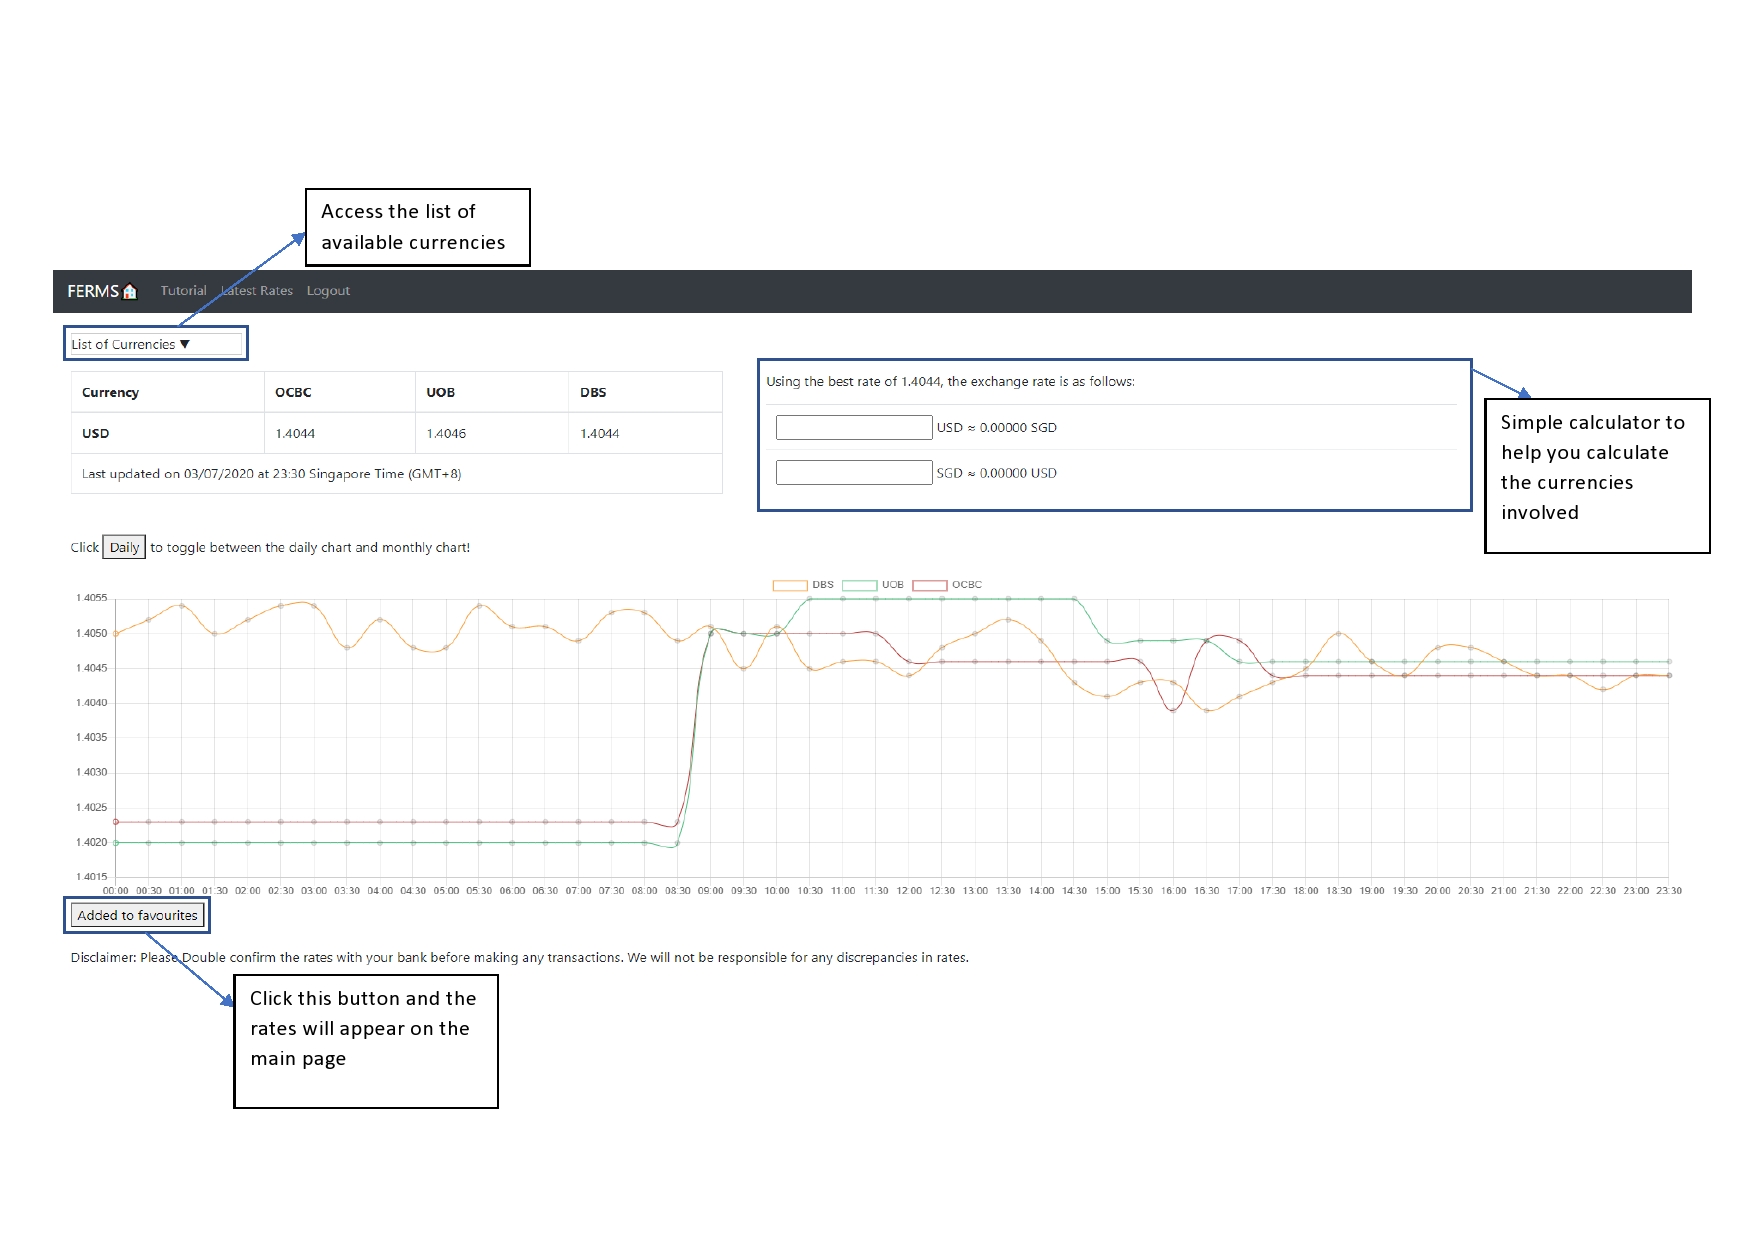 Access the list of
available currencies
FERMS Tutorial Latest Rates Logout
List of Currencies ▼
Currency OCBC UOB DBS
USD 1.4044 1.4046 1.4044
Last updated on 03/07/2020 at 23:30 Singapore Time (GMT+8)
Using the best rate of 1.4044, the exchange rate is as follows:
USD ≈ 0.00000 SGD
SGD ≈ 0.00000 USD
Simple calculator to
help you calculate
the currencies
involved
Click Daily to toggle between the daily chart and monthly chart!
DBS UOB OCBC
1.4055
1.4050
1.4045
1.4040
1.4035
1.4030
1.4025
1.4020
1.4015
00:00 00:30 01:00 01:30 02:00 02:30 03:00 03:30 04:00 04:30 05:00 05:30 06:00 06:30 07:00 07:30 08:00 08:30 09:00 09:30 10:00 10:30 11:00 11:30 12:00 12:30 13:00 13:30 14:00 14:30 15:00 15:30 16:00 16:30 17:00 17:30 18:00 18:30 19:00 19:30 20:00 20:30 21:00 21:30 22:00 22:30 23:00 23:30
Added to favourites
Disclaimer: Please Double confirm the rates with your bank before making any transactions. We will not be responsible for any discrepancies in rates.
Click this button and the
rates will appear on the
main page